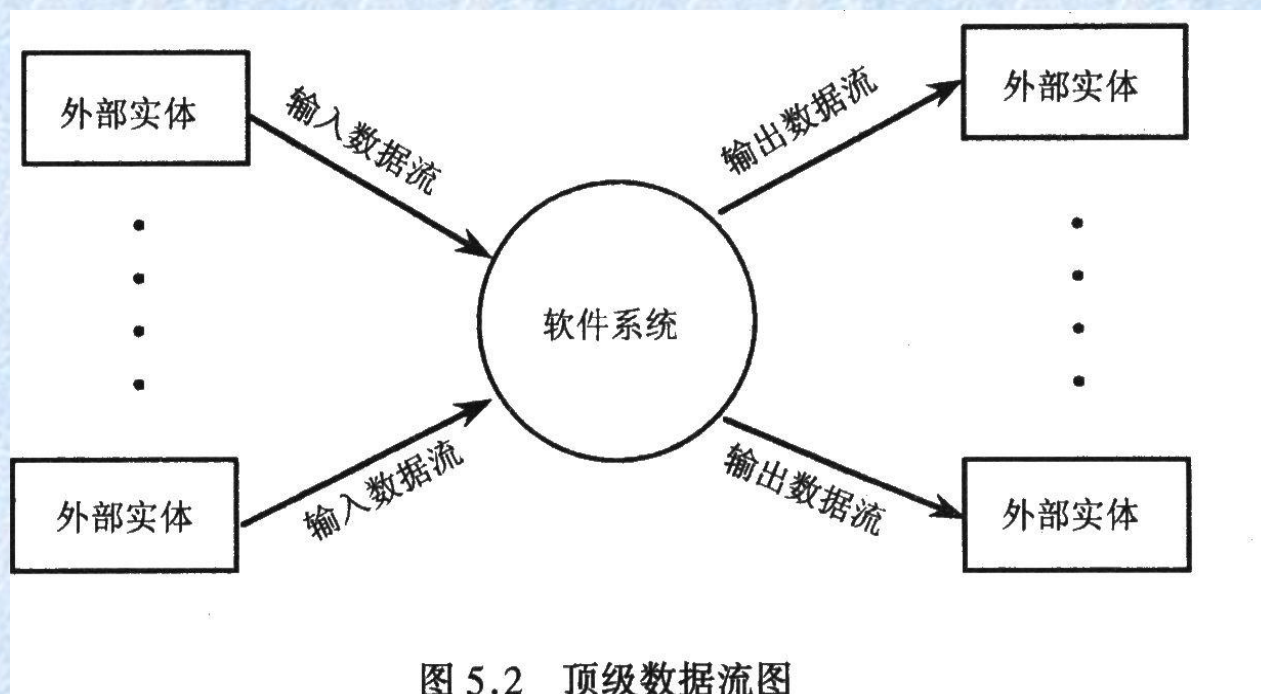 外部实体
输入数据流
输出数据流
外部实体
软件系统
外部实体
输入数据流
输出数据流
外部实体
图 5.2 顶级数据流图